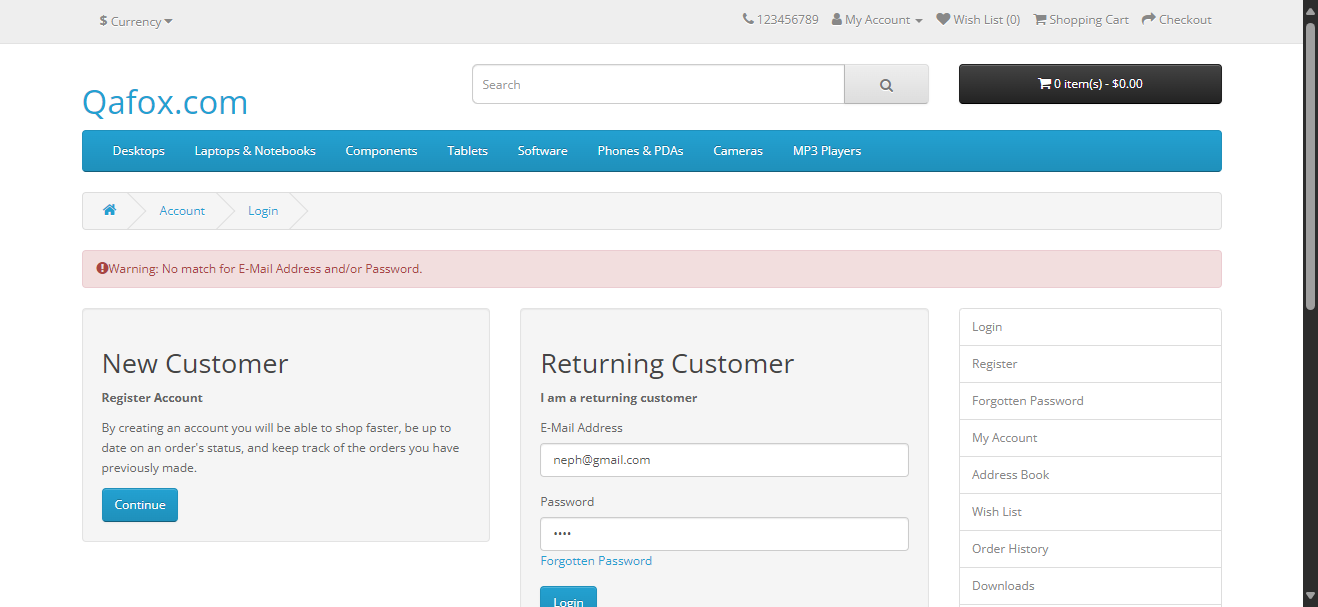 $ Currency
123456789 My Account Wish List (0) Shopping Cart Checkout
Qafox.com
Search
0 item(s) - $0.00
Desktops Laptops & Notebooks Components Tablets Software Phones & PDAs Cameras MP3 Players
Account Login
Warning: No match for E-Mail Address and/or Password.
New Customer
Register Account
By creating an account you will be able to shop faster, be up to
date on an order's status, and keep track of the orders you have
previously made.
Continue
Returning Customer
I am a returning customer
E-Mail Address
neph@gmail.com
Password
••••
Forgotten Password
Login
Login
Register
Forgotten Password
My Account
Address Book
Wish List
Order History
Downloads